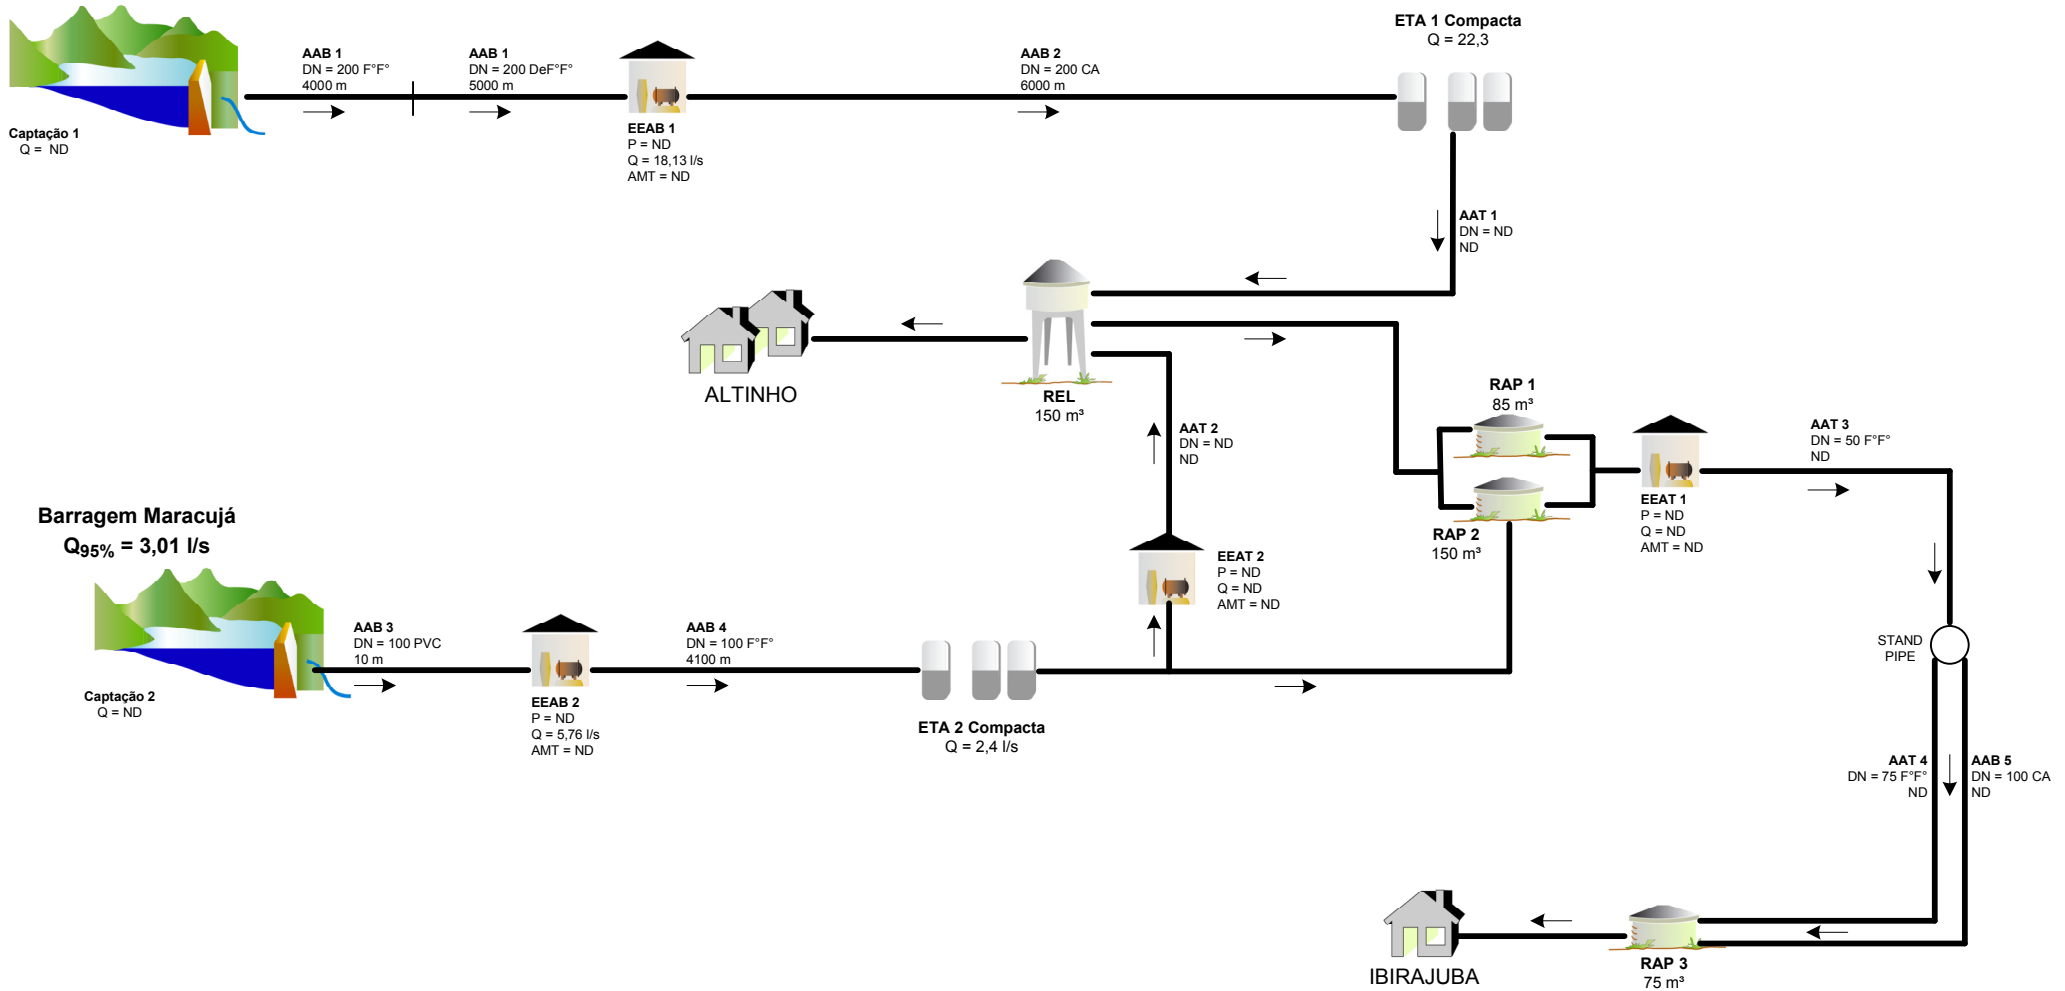 ETA 1 Compacta
Q = 22,3
AAB 1
DN = 200 F°F°
4000 m
AAB 1
DN = 200 DeF°F°
5000 m
AAB 2
DN = 200 CA
6000 m
Captação 1
Q = ND
EEAB 1
P = ND
Q = 18,13 l/s
AMT = ND
AAT 1
DN = ND
ND
ALTINHO
REL
150 m³
RAP 1
85 m³
AAT 2
DN = ND
ND
AAT 3
DN = 50 F°F°
ND
RAP 2
150 m³
EEAT 1
P = ND
Q = ND
AMT = ND
Barragem Maracujá
Q95% = 3,01 l/s
EEAT 2
P = ND
Q = ND
AMT = ND
AAB 3
DN = 100 PVC
10 m
AAB 4
DN = 100 F°F°
4100 m
STAND
PIPE
Captação 2
Q = ND
EEAB 2
P = ND
Q = 5,76 l/s
AMT = ND
ETA 2 Compacta
Q = 2,4 l/s
AAT 4
DN = 75 F°F°
ND
AAB 5
DN = 100 CA
ND
IBIRAJUBA
RAP 3
75 m³